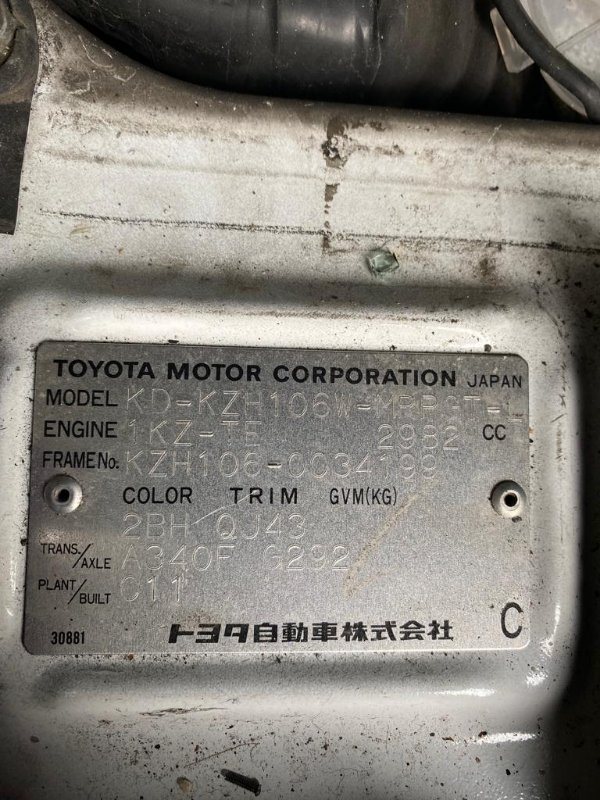 TOYOTA MOTOR CORPORATION JAPAN
MODEL KD-KZH106W-MRPGT-L
ENGINE 1KZ-TE 2982 CC
FRAME No. KZH106-0034199
COLOR TRIM GVM(KG)
2BH/QJ43
TRANS./AXLE A340F G292
PLANT/BUILT C11
30881 トヨタ自動車株式会社 C